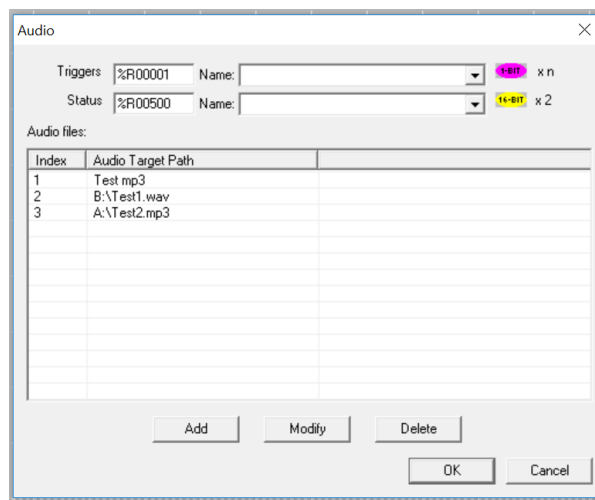 Audio
Triggers %R00001 Name: 1-BIT x n
Status %R00500 Name: 16-BIT x 2
Audio files:
Index Audio Target Path
1 Test mp3
2 B:\Test1.wav
3 A:\Test2.mp3
Add Modify Delete
OK Cancel